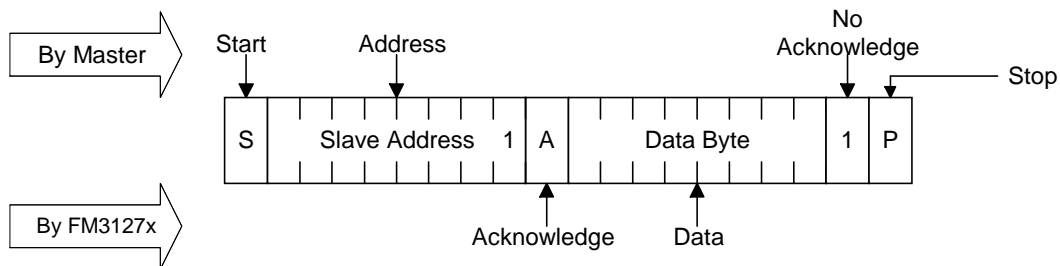 By Master
Start
Address
No
Acknowledge
Stop
S
Slave Address
1
A
Data Byte
1
P
By FM3127x
Acknowledge
Data